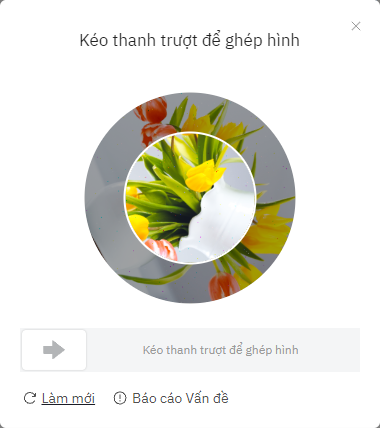 Kéo thanh trượt để ghép hình
Kéo thanh trượt để ghép hình
Làm mới
Báo cáo Vấn đề